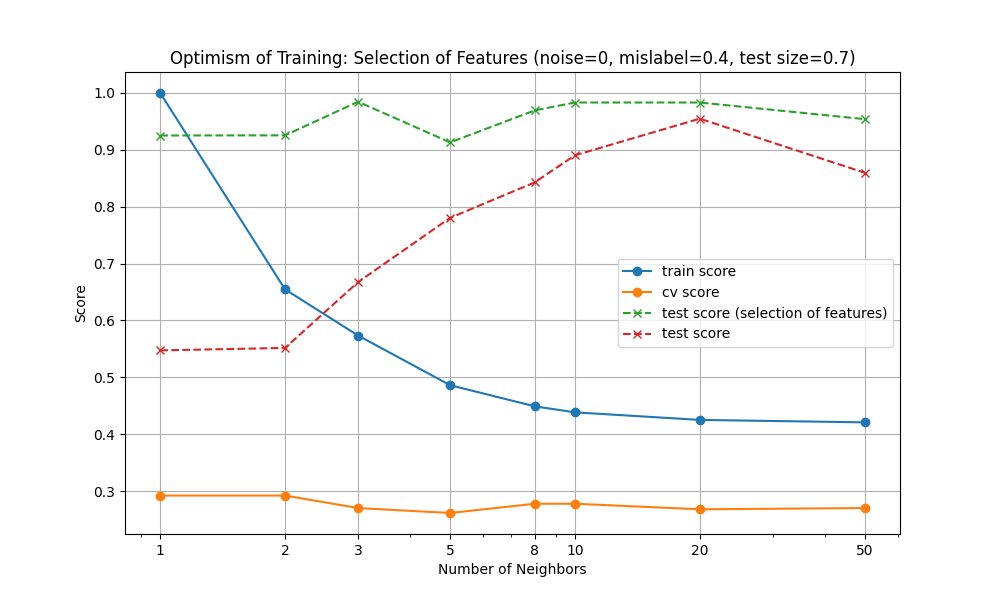 Optimism of Training: Selection of Features (noise=0, mislabel=0.4, test size=0.7)
1.0
0.9
0.8
0.7
0.6
0.5
0.4
0.3
Score
train score
cv score
test score (selection of features)
test score
1 2 3 5 8 10 20 50
Number of Neighbors